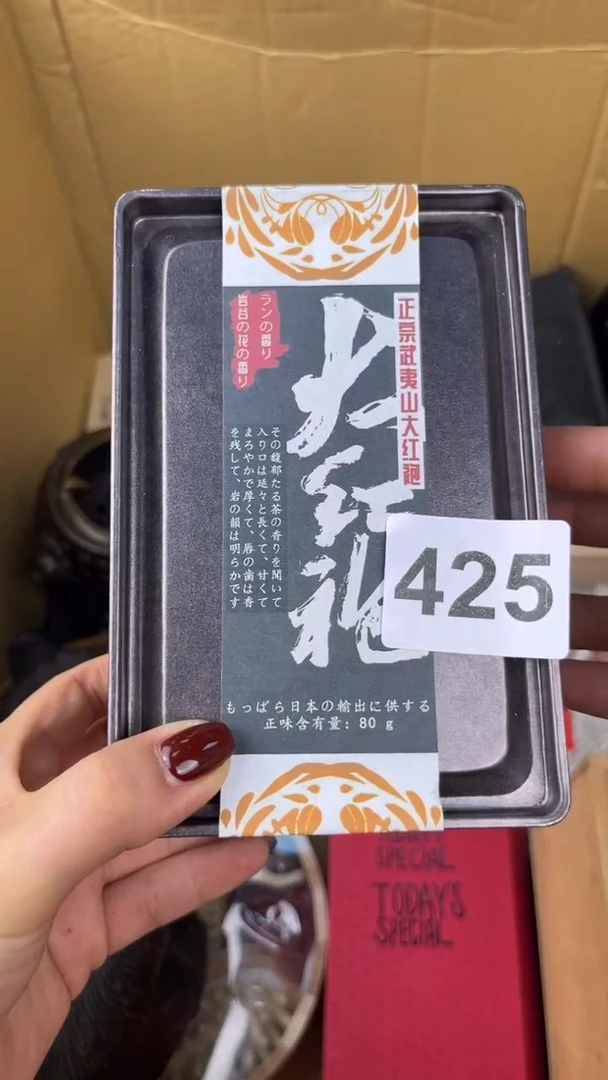 正宗武夷山大红袍
大红袍
ランの香り
岩谷の花の香り
その馥郁たる茶の香りを聞いて
入り口は延々と長くて、甘くて
まろやかで厚くて、唇の歯は香
を残して、岩の韻は明らかです
425
もっぱら日本の輸出に供する
正味含有量: 80 g
SPECIAL
TODAY'S
SPECIAL